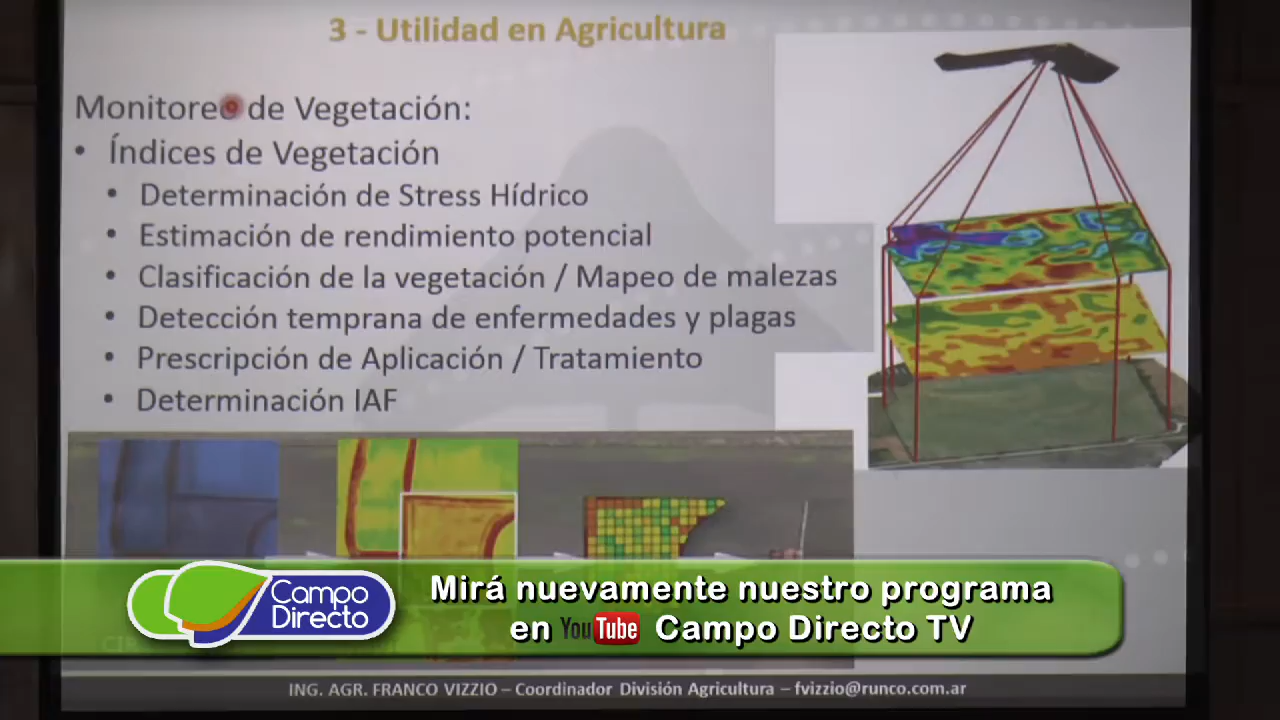 3 - Utilidad en Agricultura
Monitoreo de Vegetación:
• Índices de Vegetación
• Determinación de Stress Hídrico
• Estimación de rendimiento potencial
• Clasificación de la vegetación / Mapeo de malezas
• Detección temprana de enfermedades y plagas
• Prescripción de Aplicación / Tratamiento
• Determinación IAF
Campo
Directo
Mirá nuevamente nuestro programa
en YouTube Campo Directo TV
ING. AGR. FRANCO VIZZIO – Coordinador División Agricultura – fvizzio@runco.com.ar